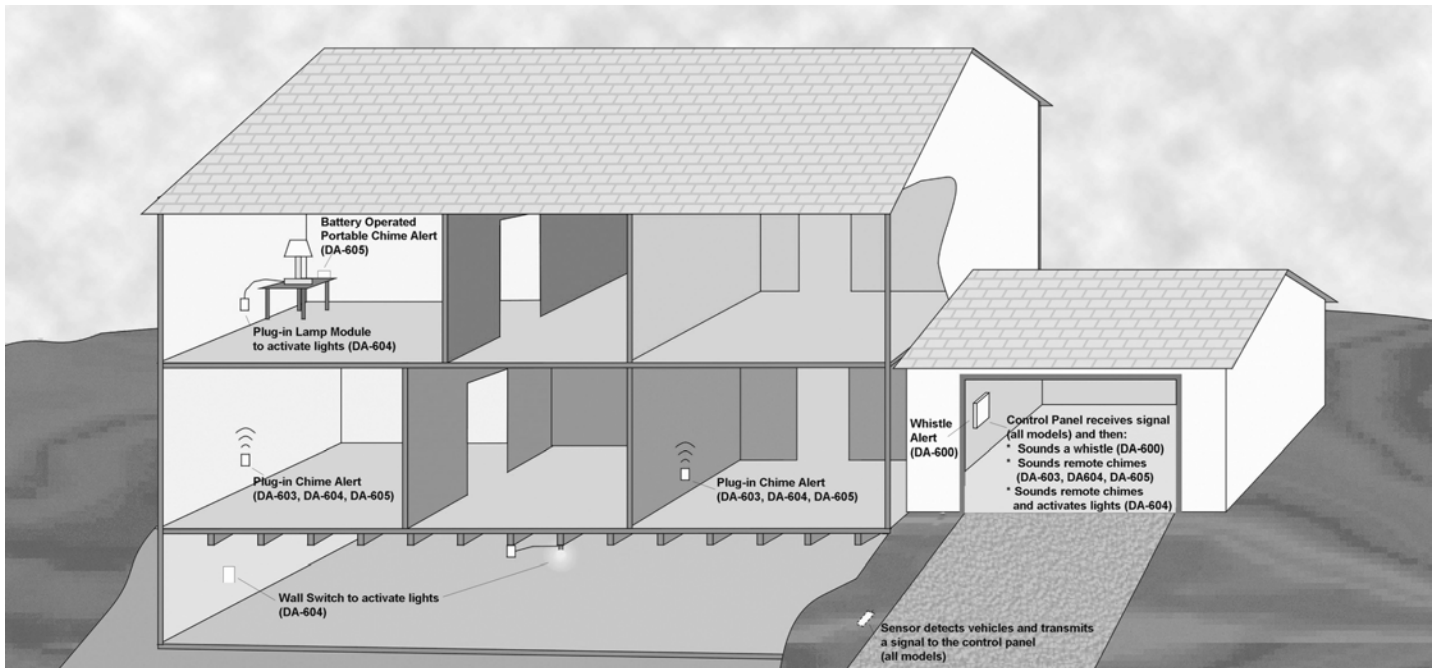 Battery Operated
Portable Chime Alert
(DA-605)
Plug-in Lamp Module
to activate lights (DA-604)
Whistle
Alert
(DA-600)
Control Panel receives signal
(all models) and then:
* Sounds a whistle (DA-600)
* Sounds remote chimes
(DA-603, DA604, DA-605)
* Sounds remote chimes
and activates lights (DA-604)
Plug-in Chime Alert
(DA-603, DA-604, DA-605)
Plug-in Chime Alert
(DA-603, DA-604, DA-605)
Wall Switch to activate lights
(DA-604)
Sensor detects vehicles and transmits
a signal to the control panel
(all models)